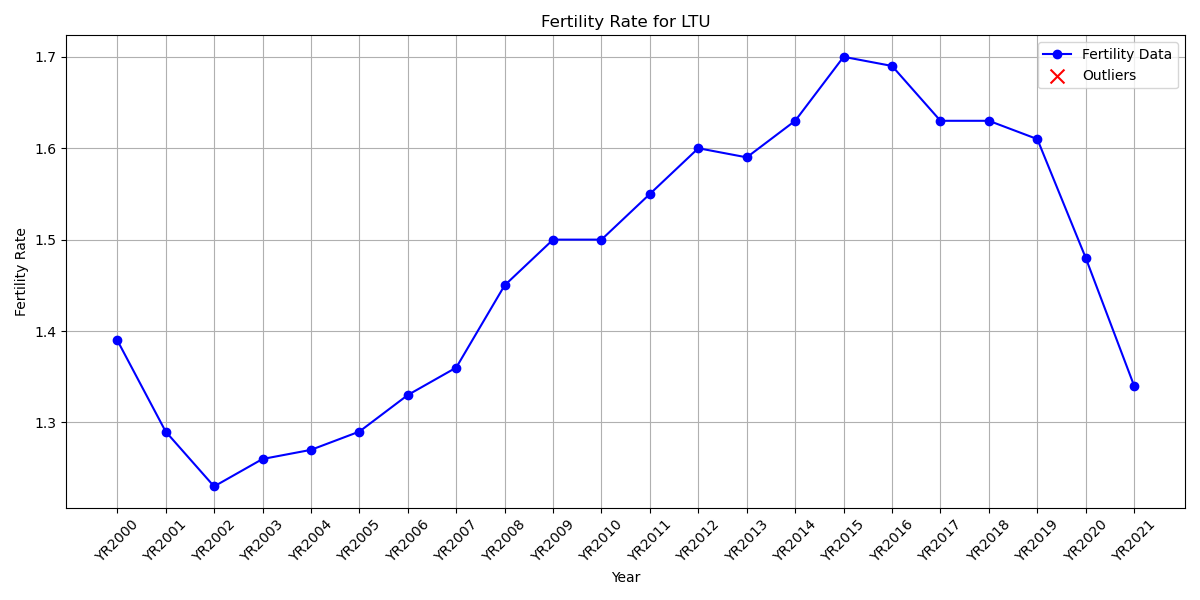 Fertility Rate for LTU
Fertility Data
Outliers
Fertility Rate
1.7
1.6
1.5
1.4
1.3
YR2000
YR2001
YR2002
YR2003
YR2004
YR2005
YR2006
YR2007
YR2008
YR2009
YR2010
YR2011
YR2012
YR2013
YR2014
YR2015
YR2016
YR2017
YR2018
YR2019
YR2020
YR2021
Year